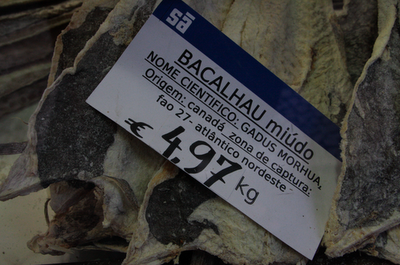 sã
BACALHAU miúdo
NOME CIENTIFICO: GADUS MORHUA,
Origem: canadá, zona de captura:
fao 27- atlântico nordeste
€ 4,97 kg